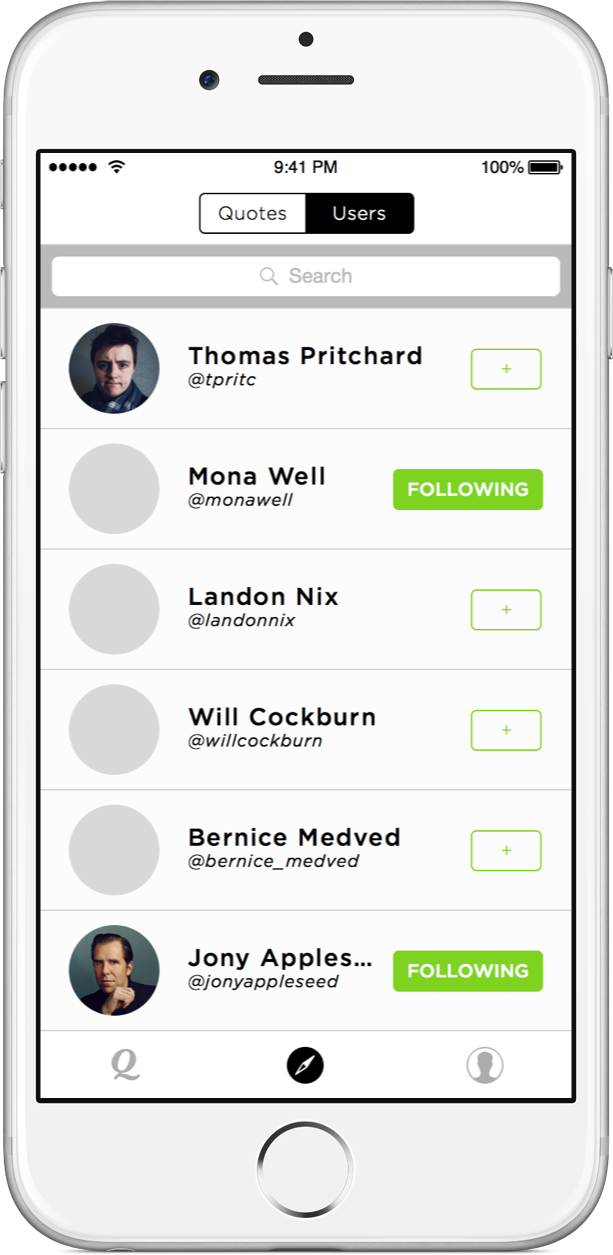 9:41 PM 100%
Quotes Users
Search
Thomas Pritchard
@tpritc
+
Mona Well
@monawell
FOLLOWING
Landon Nix
@landonnix
+
Will Cockburn
@willcockburn
+
Bernice Medved
@bernice_medved
+
Jony Apples...
@jonyappleseed
FOLLOWING
Q